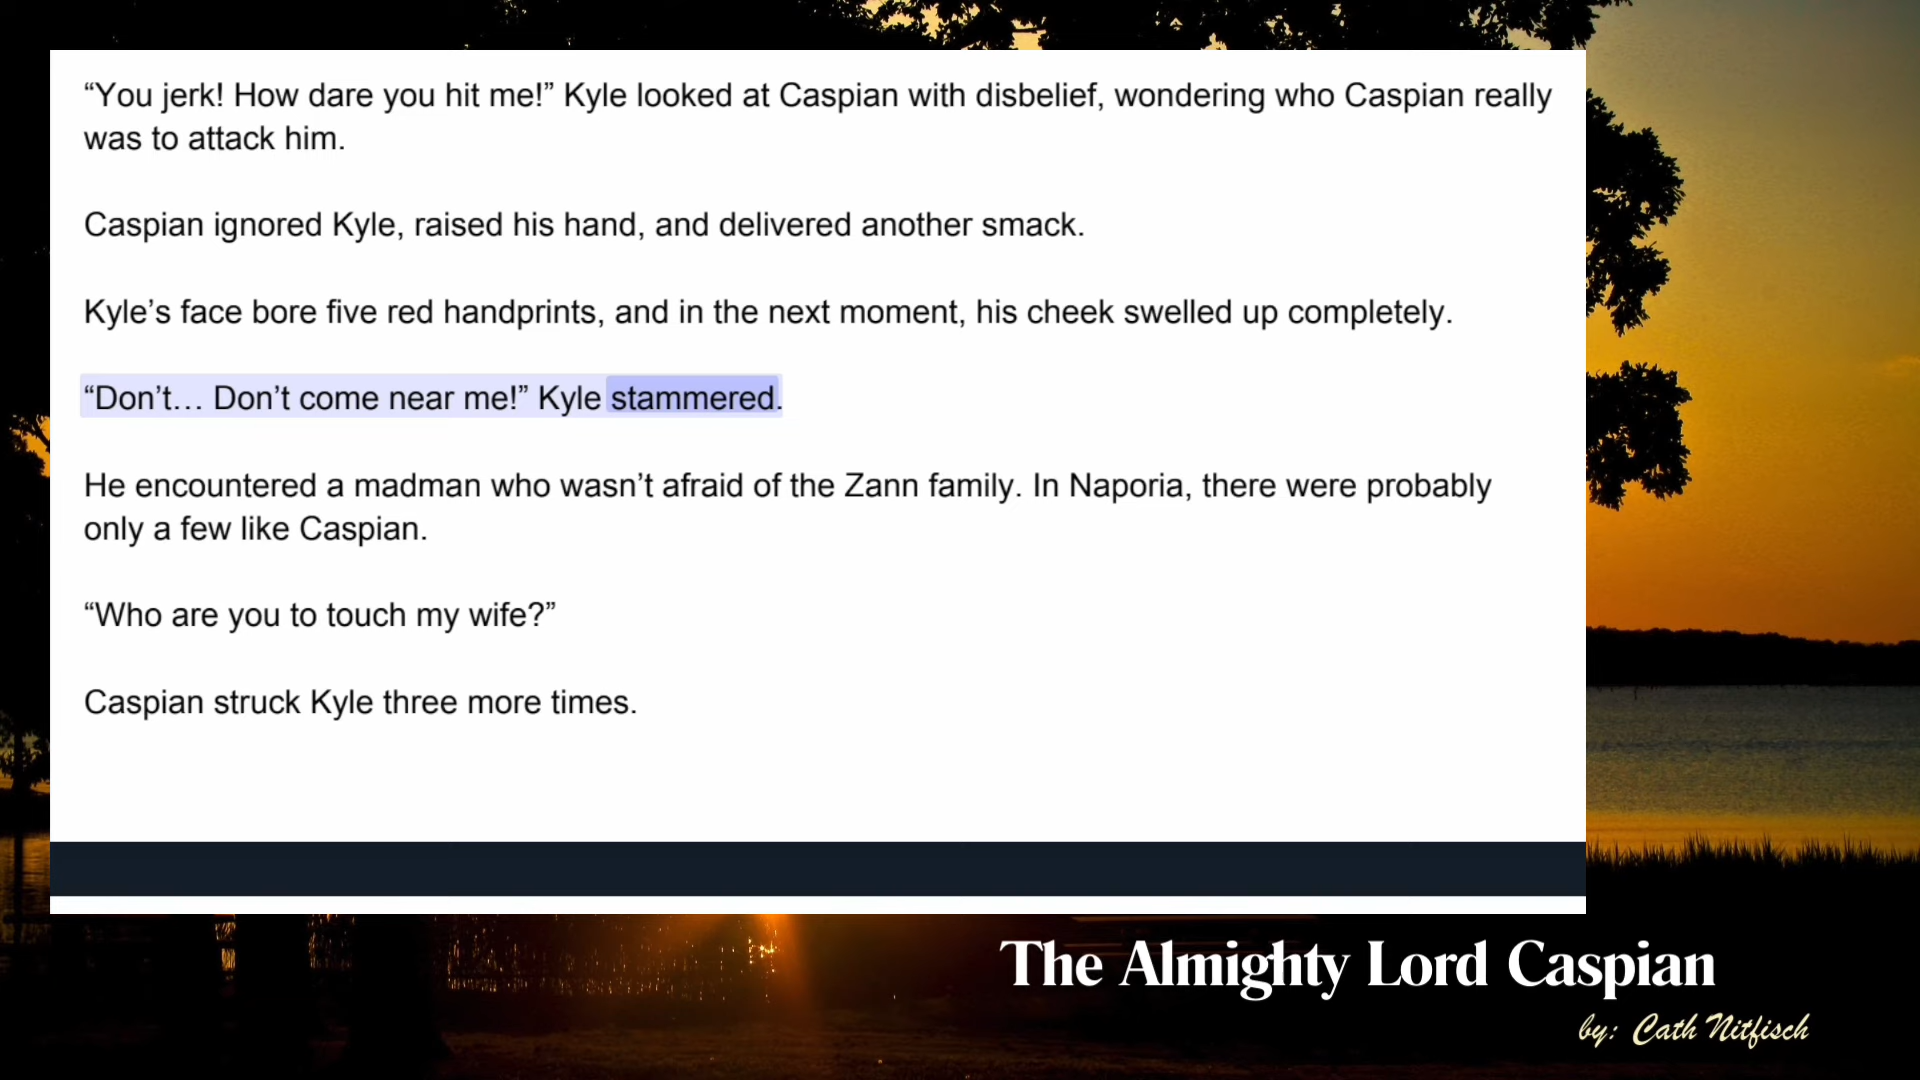 “You jerk! How dare you hit me!” Kyle looked at Caspian with disbelief, wondering who Caspian really
was to attack him.
Caspian ignored Kyle, raised his hand, and delivered another smack.
Kyle’s face bore five red handprints, and in the next moment, his cheek swelled up completely.
“Don’t… Don’t come near me!” Kyle stammered.
He encountered a madman who wasn’t afraid of the Zann family. In Naporia, there were probably
only a few like Caspian.
“Who are you to touch my wife?”
Caspian struck Kyle three more times.
The Almighty Lord Caspian
by: Cath Nitfisch